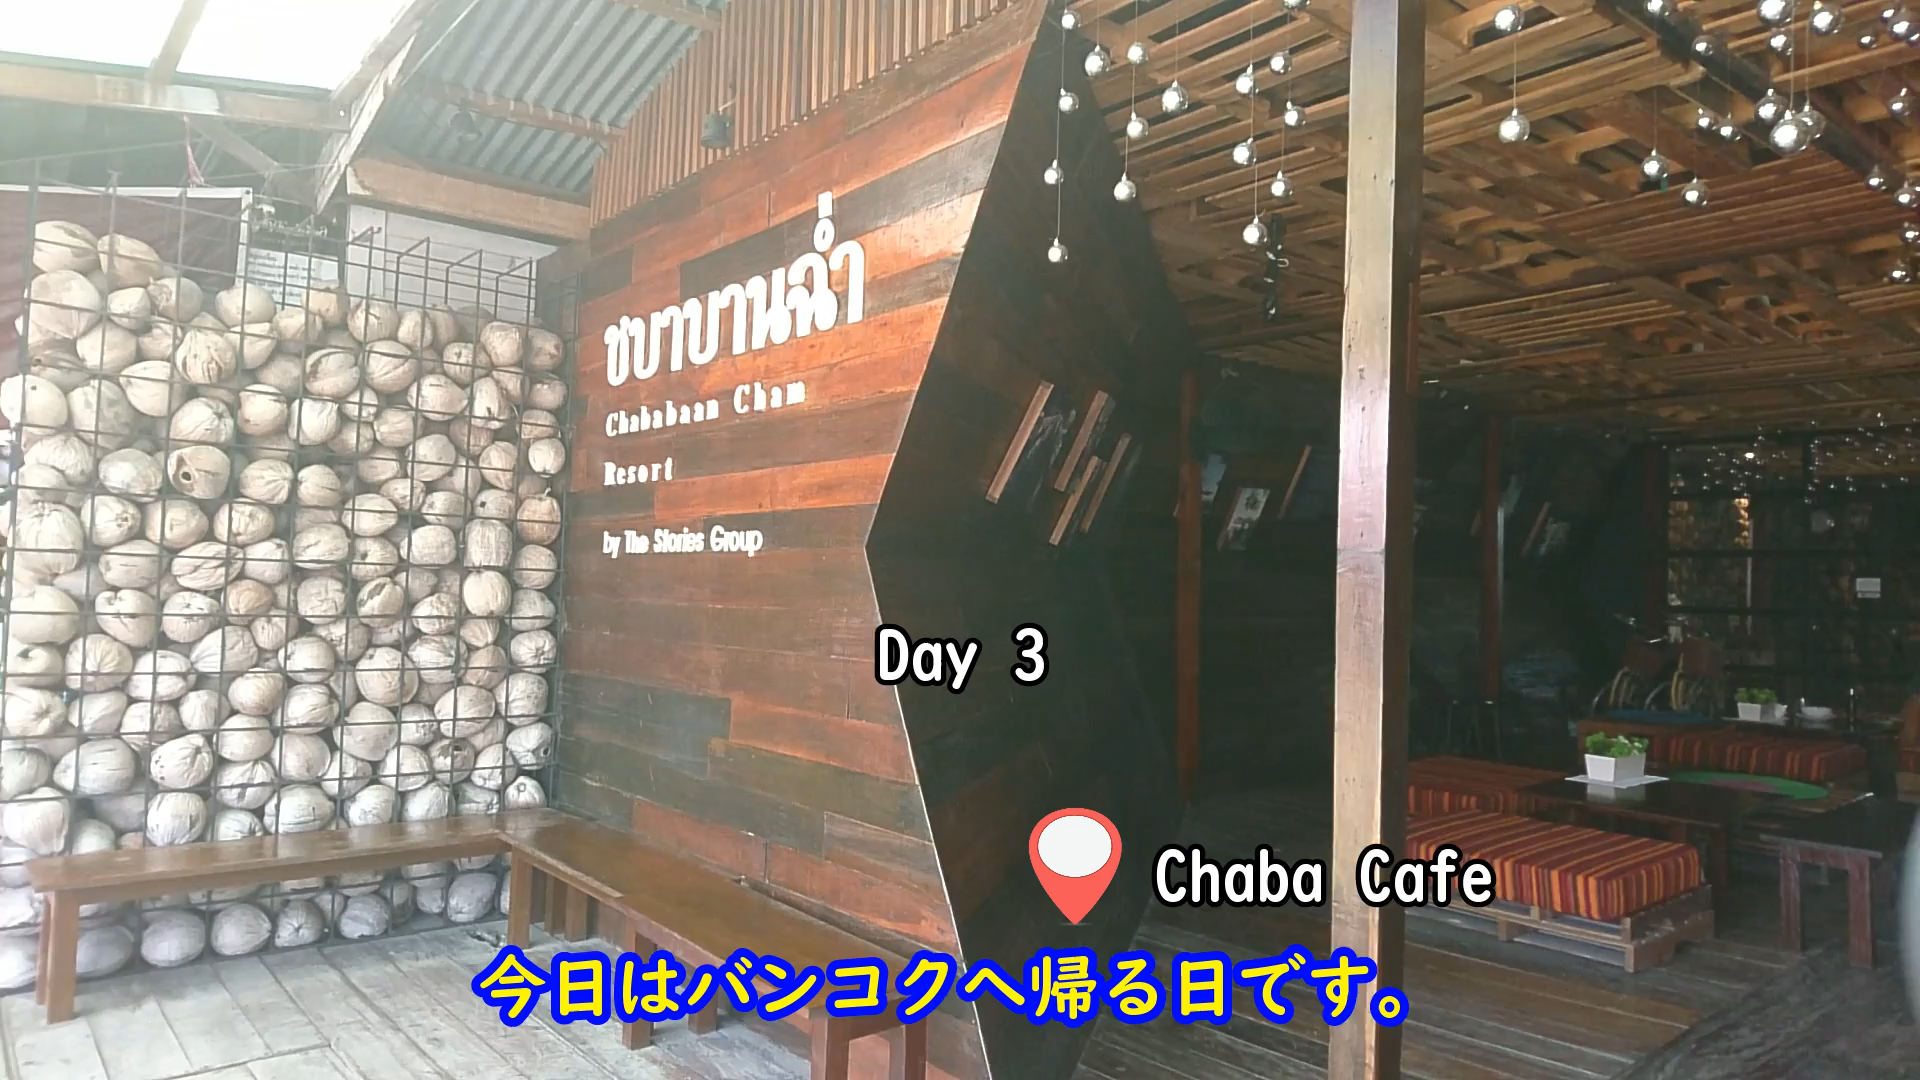 ชบาบานฉ่ำ
Chababaan Cham
Resort
by The Stories Group
Day 3
Chaba Cafe
今日はバンコクへ帰る日です。